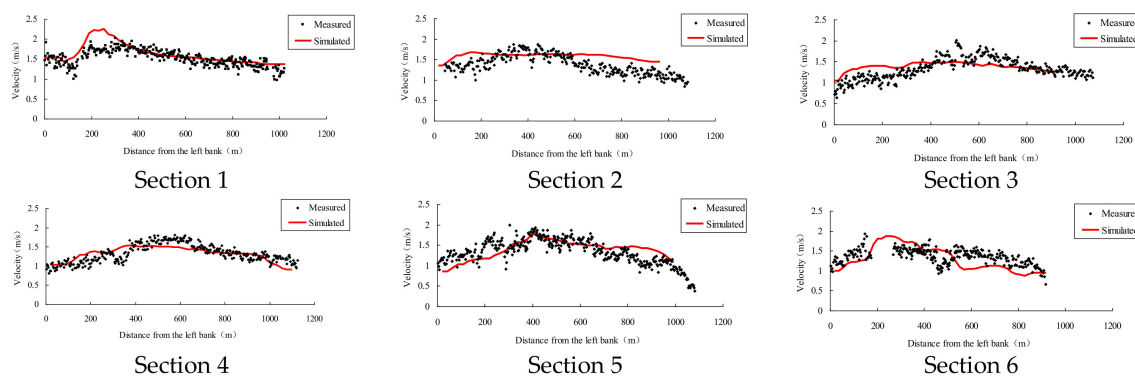 2.5
2
1.5
1
0.5
0
0 200 400 600 800 1000 1200
Velocity (m/s)
Distance from the left bank（m）
Measured
Simulated
Section 1
2.5
2
1.5
1
0.5
0
0 200 400 600 800 1000 1200
Velocity (m/s)
Distance from the left bank（m）
Measured
Simulated
Section 2
2.5
2
1.5
1
0.5
0
0 200 400 600 800 1000 1200
Velocity (m/s)
Distance from the left bank（m）
Measured
Simulated
Section 3
2.5
2
1.5
1
0.5
0
0 200 400 600 800 1000 1200
Velocity（m/s）
Distance from the left bank（m）
Measured
Simulated
Section 4
2.5
2
1.5
1
0.5
0
0 200 400 600 800 1000 1200
Velocity（m/s）
Distance from the left bank（m）
Measured
Simulated
Section 5
2.5
2
1.5
1
0.5
0
0 200 400 600 800 1000 1200
Velocity（m/s）
Distance from the left bank（m）
Measured
Simulated
Section 6